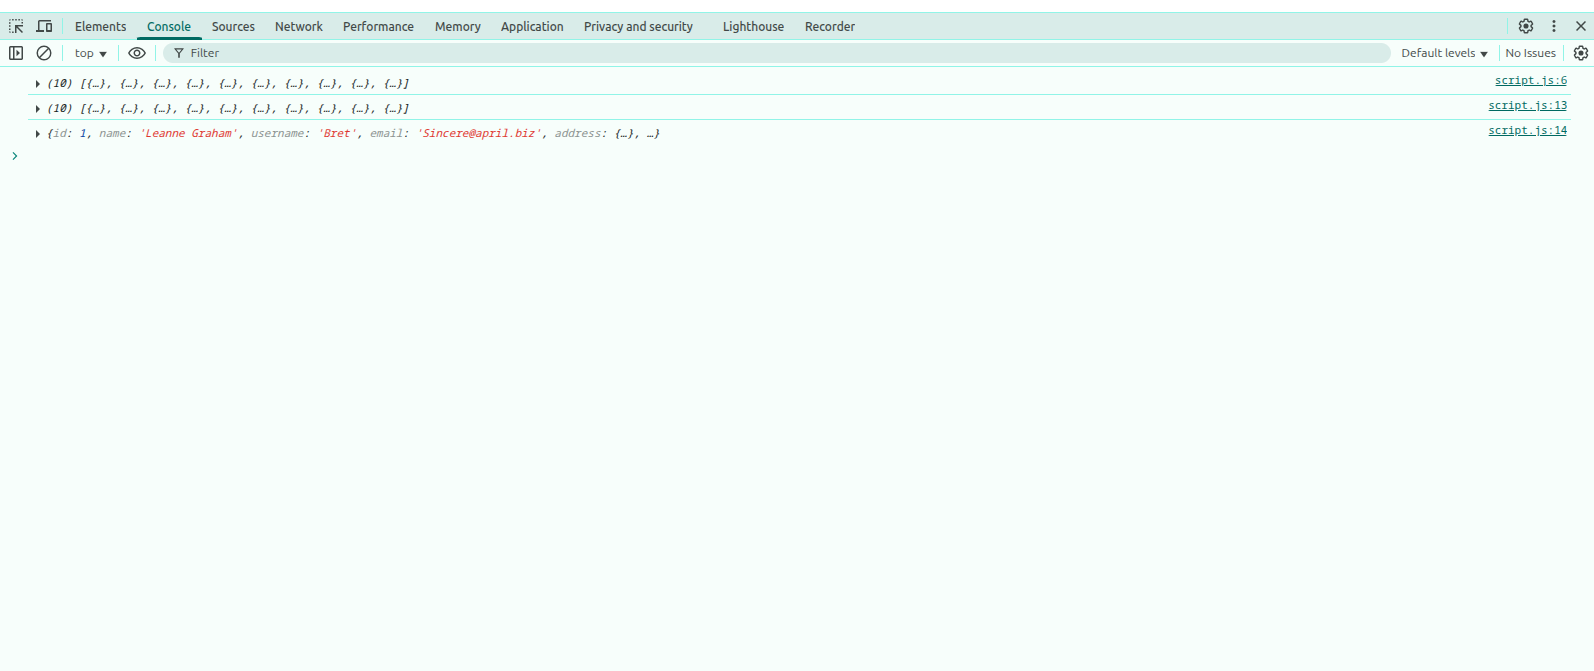 Elements Console Sources Network Performance Memory Application Privacy and security Lighthouse Recorder
top Filter Default levels No Issues
(10) [{…}, {…}, {…}, {…}, {…}, {…}, {…}, {…}, {…}, {…}] script.js:6
(10) [{…}, {…}, {…}, {…}, {…}, {…}, {…}, {…}, {…}, {…}] script.js:13
{id: 1, name: 'Leanne Graham', username: 'Bret', email: 'Sincere@april.biz', address: {…}, …} script.js:14